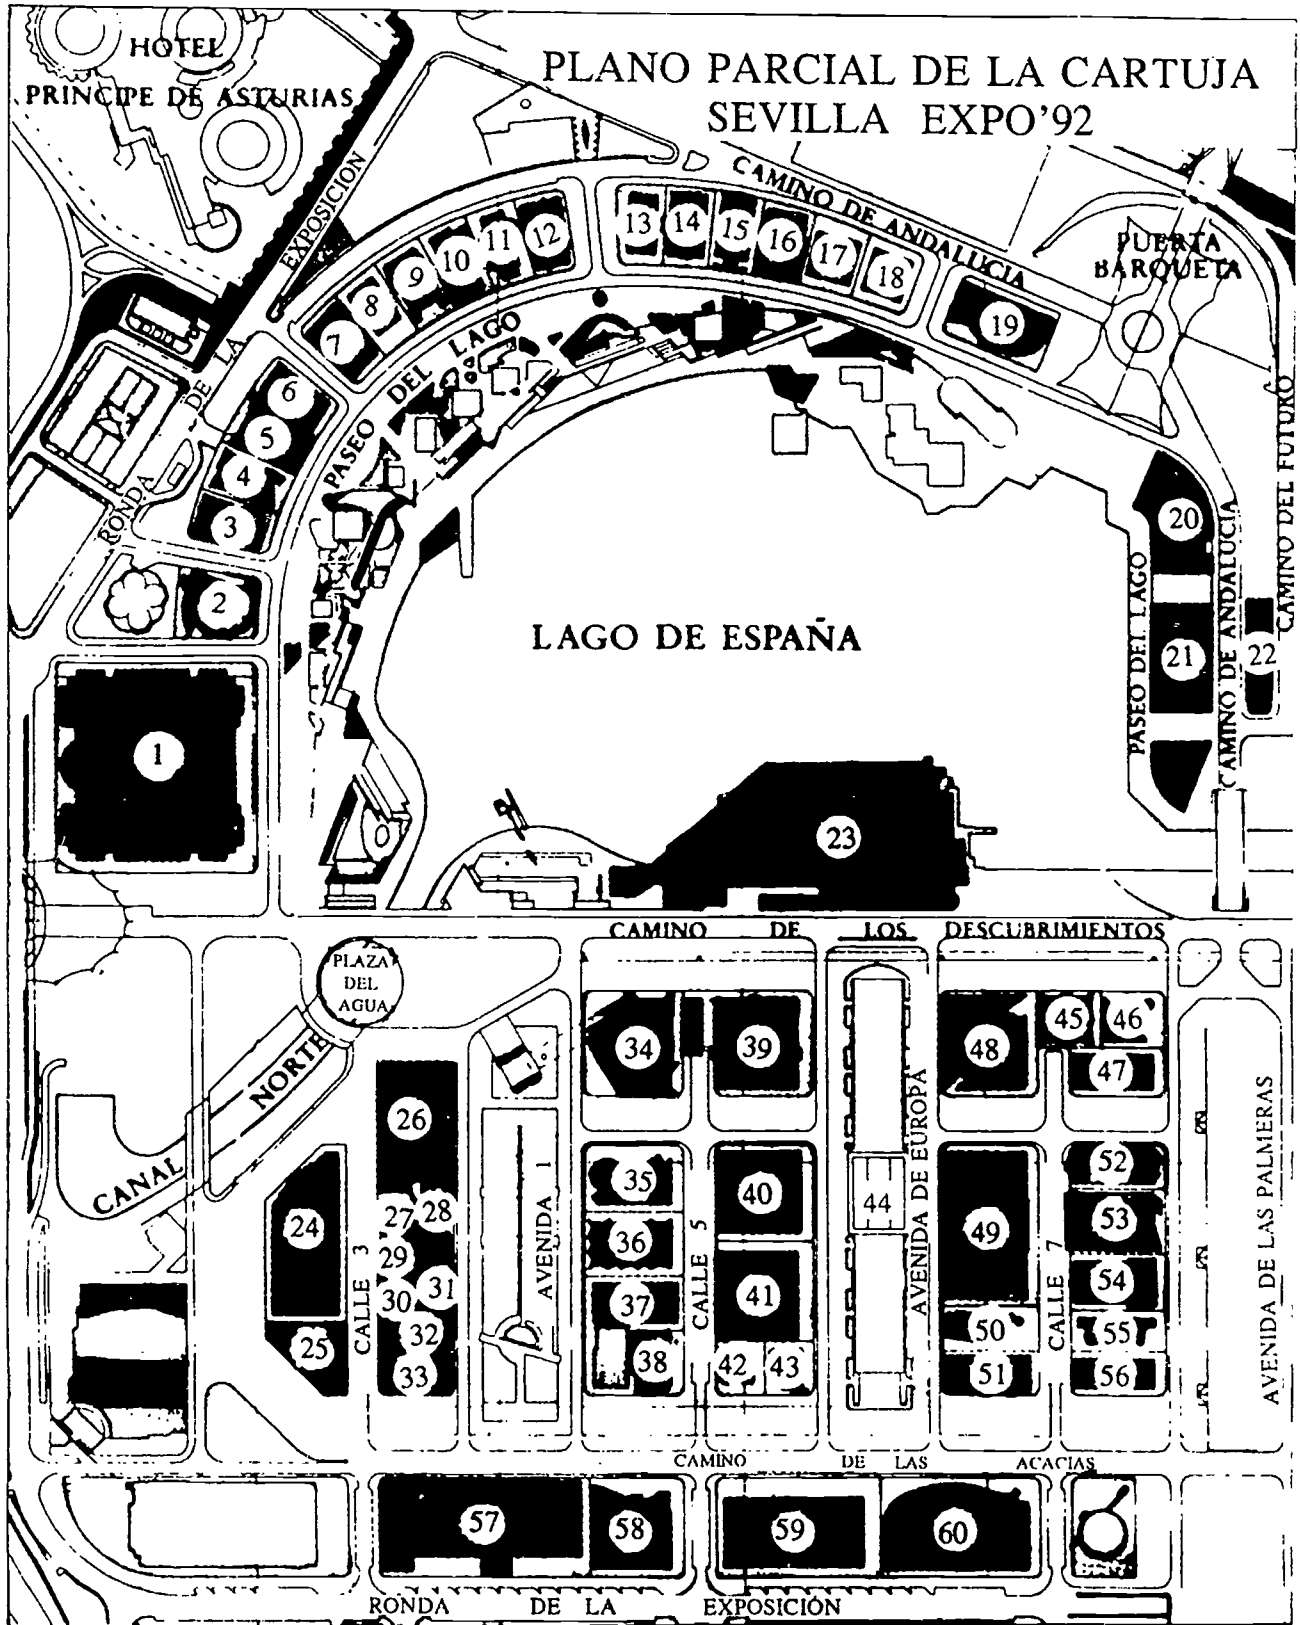 HOTEL
PRINCIPE DE ASTURIAS
PLANO PARCIAL DE LA CARTUJA
SEVILLA EXPO'92
CAMINO DE ANDALUCIA
PUERTA
BARQUETA
RONDA DE LA EXPOSICION
PASEO DEL LAGO
1
2
3
4
5
6
7
8
9
10
11
12
13
14
15
16
17
18
19
20
21
22
PASEO DEL LAGO
CAMINO DE ANDALUCIA
CAMINO DEL FUTURO
LAGO DE ESPAÑA
23
CAMINO DE LOS DESCUBRIMIENTOS
PLAZA
DEL
AGUA
CANAL NORTE
24
25
CALLE 3
26
27
28
29
30
31
32
33
AVENIDA 1
34
35
36
37
38
CALLE 5
39
40
41
42
43
44
AVENIDA DE EUROPA
48
45
46
47
49
50
51
CALLE 7
52
53
54
55
56
AVENIDA DE LAS PALMERAS
CAMINO DE LAS ACACIAS
57
58
59
60
RONDA DE LA EXPOSICIÓN